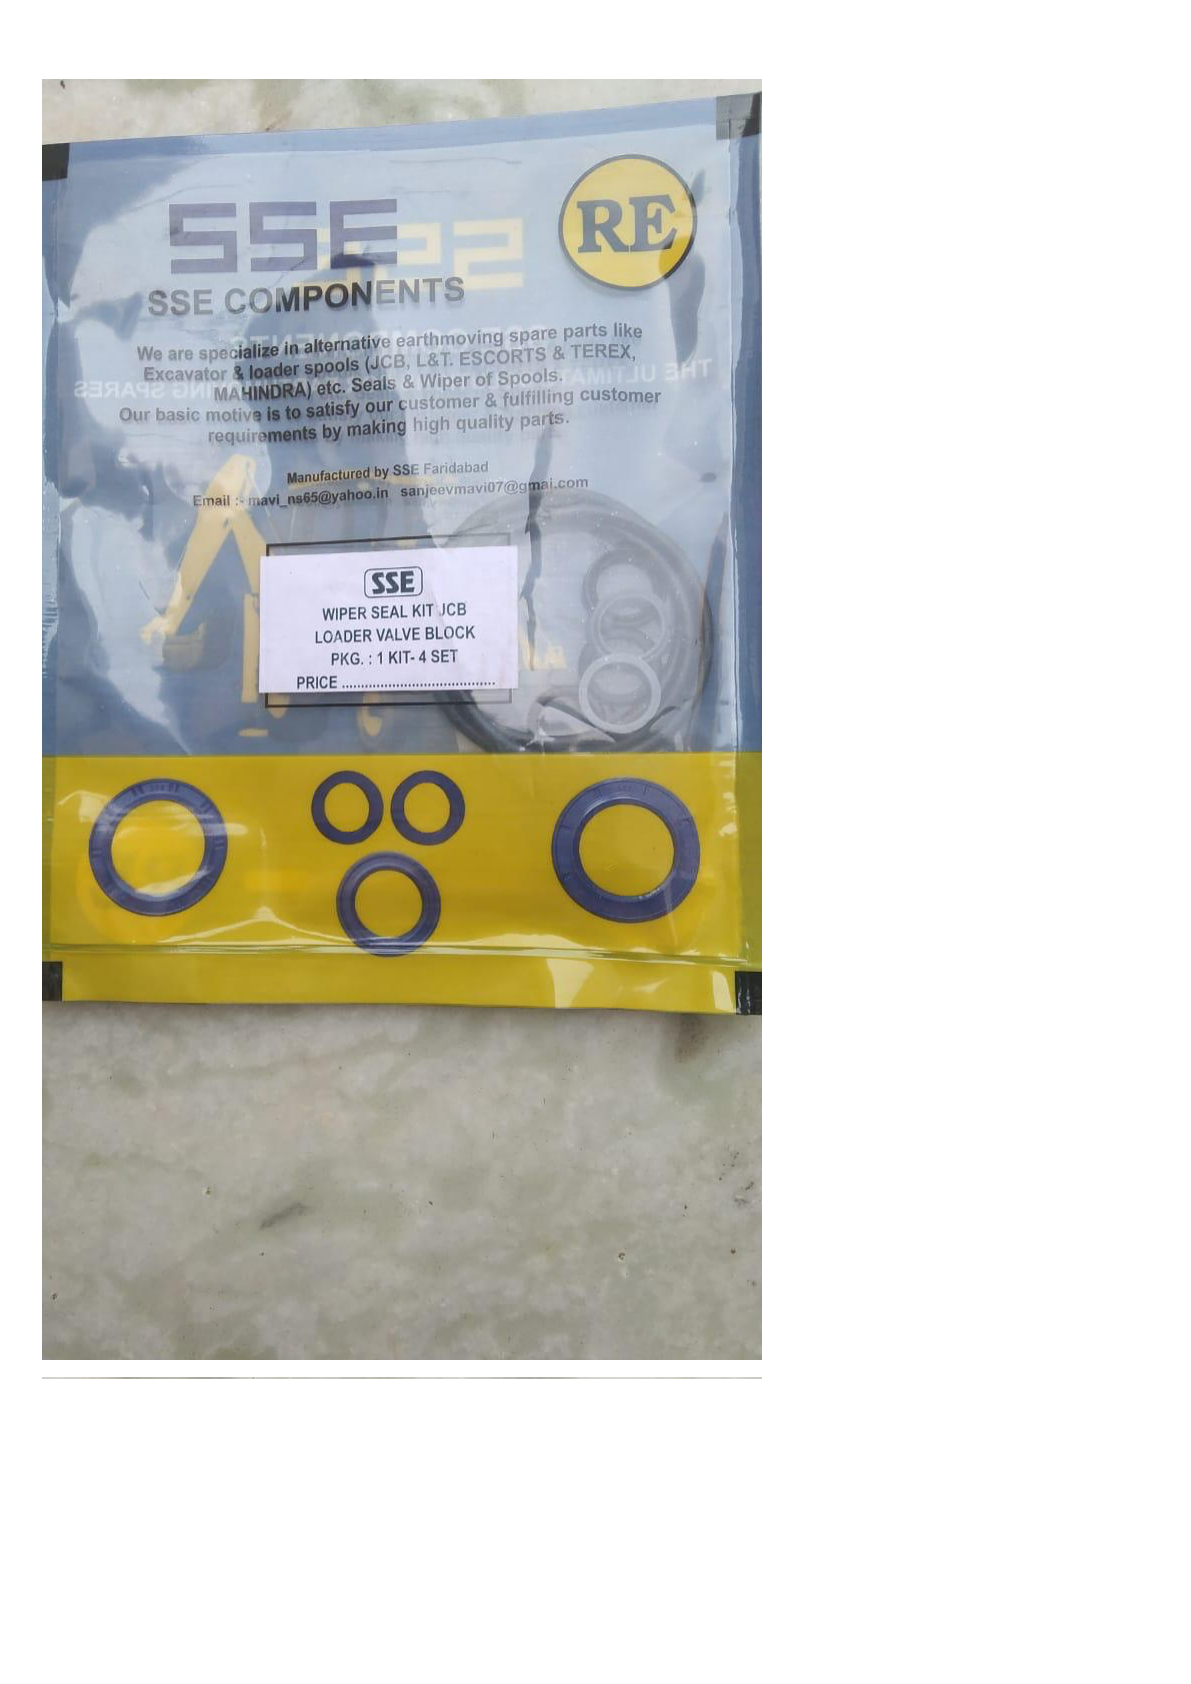 SSE
RE
SSE COMPONENTS
We are specialize in alternative earthmoving spare parts like
Excavator & loader spools (JCB, L&T. ESCORTS & TEREX,
MAHINDRA) etc. Seals & Wiper of Spools.
Our basic motive is to satisfy our customer & fulfilling customer
requirements by making high quality parts.
Manufactured by SSE Faridabad
Email :- mavi_ns65@yahoo.in sanjeevmavi07@gmai.com
SSE
WIPER SEAL KIT JCB
LOADER VALVE BLOCK
PKG. : 1 KIT- 4 SET
PRICE .......................................